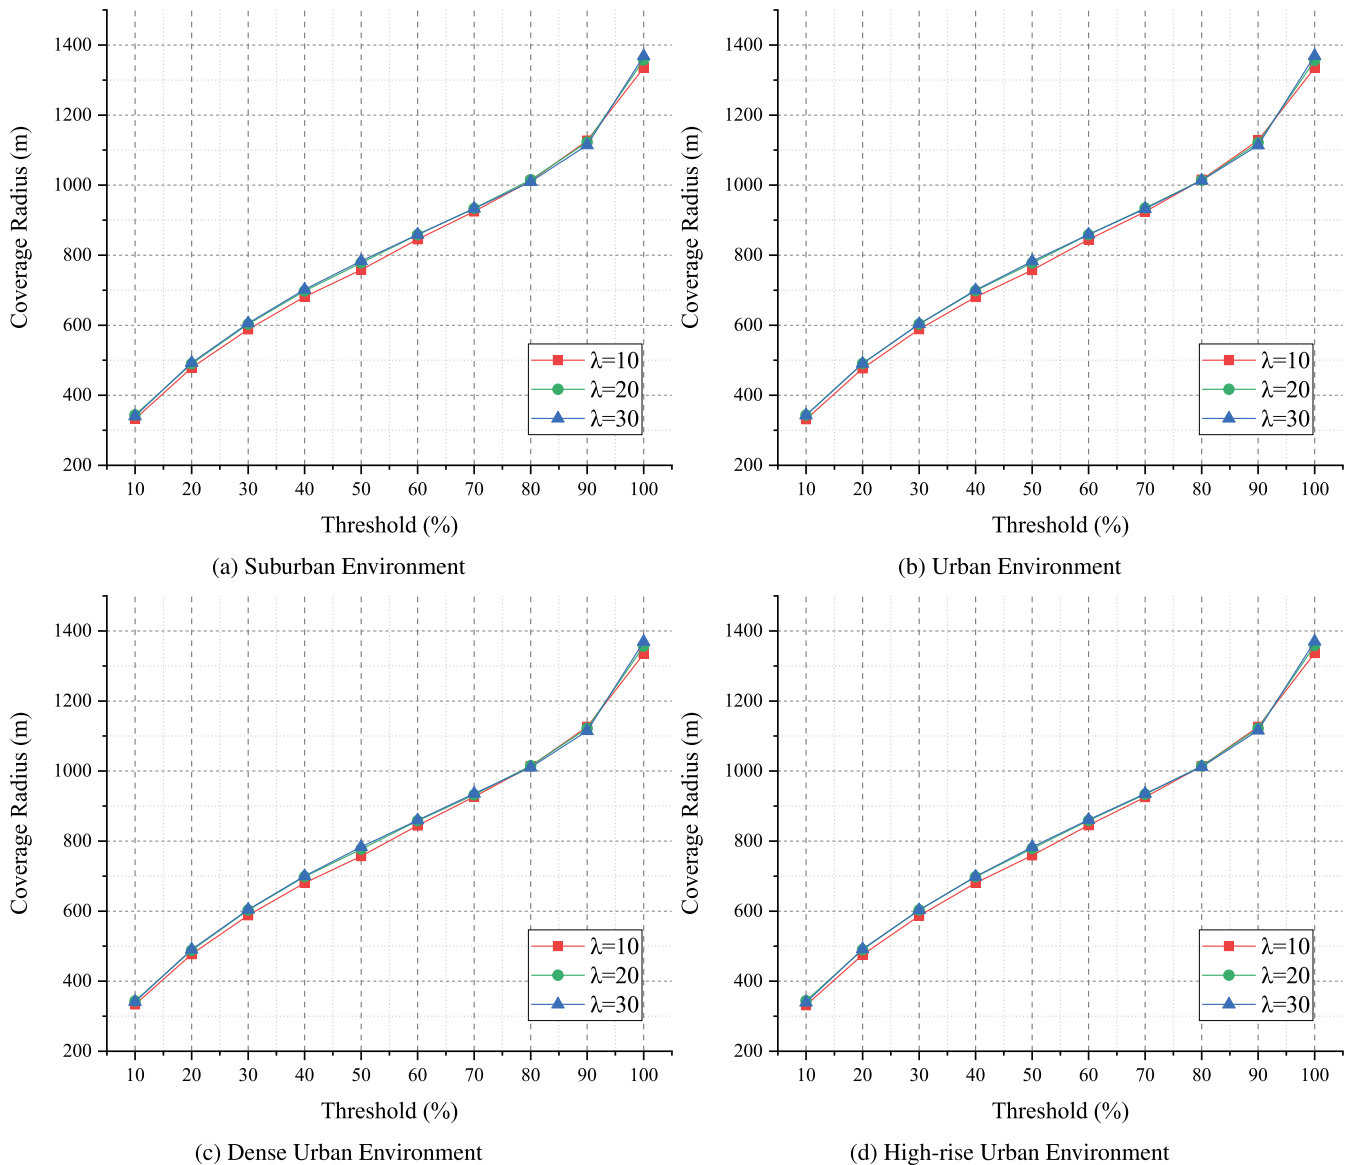 1400
1200
1000
800
600
400
200
Coverage Radius (m)
10 20 30 40 50 60 70 80 90 100
Threshold (%)
λ=10
λ=20
λ=30
(a) Suburban Environment
1400
1200
1000
800
600
400
200
Coverage Radius (m)
10 20 30 40 50 60 70 80 90 100
Threshold (%)
λ=10
λ=20
λ=30
(b) Urban Environment
1400
1200
1000
800
600
400
200
Coverage Radius (m)
10 20 30 40 50 60 70 80 90 100
Threshold (%)
λ=10
λ=20
λ=30
(c) Dense Urban Environment
1400
1200
1000
800
600
400
200
Coverage Radius (m)
10 20 30 40 50 60 70 80 90 100
Threshold (%)
λ=10
λ=20
λ=30
(d) High-rise Urban Environment